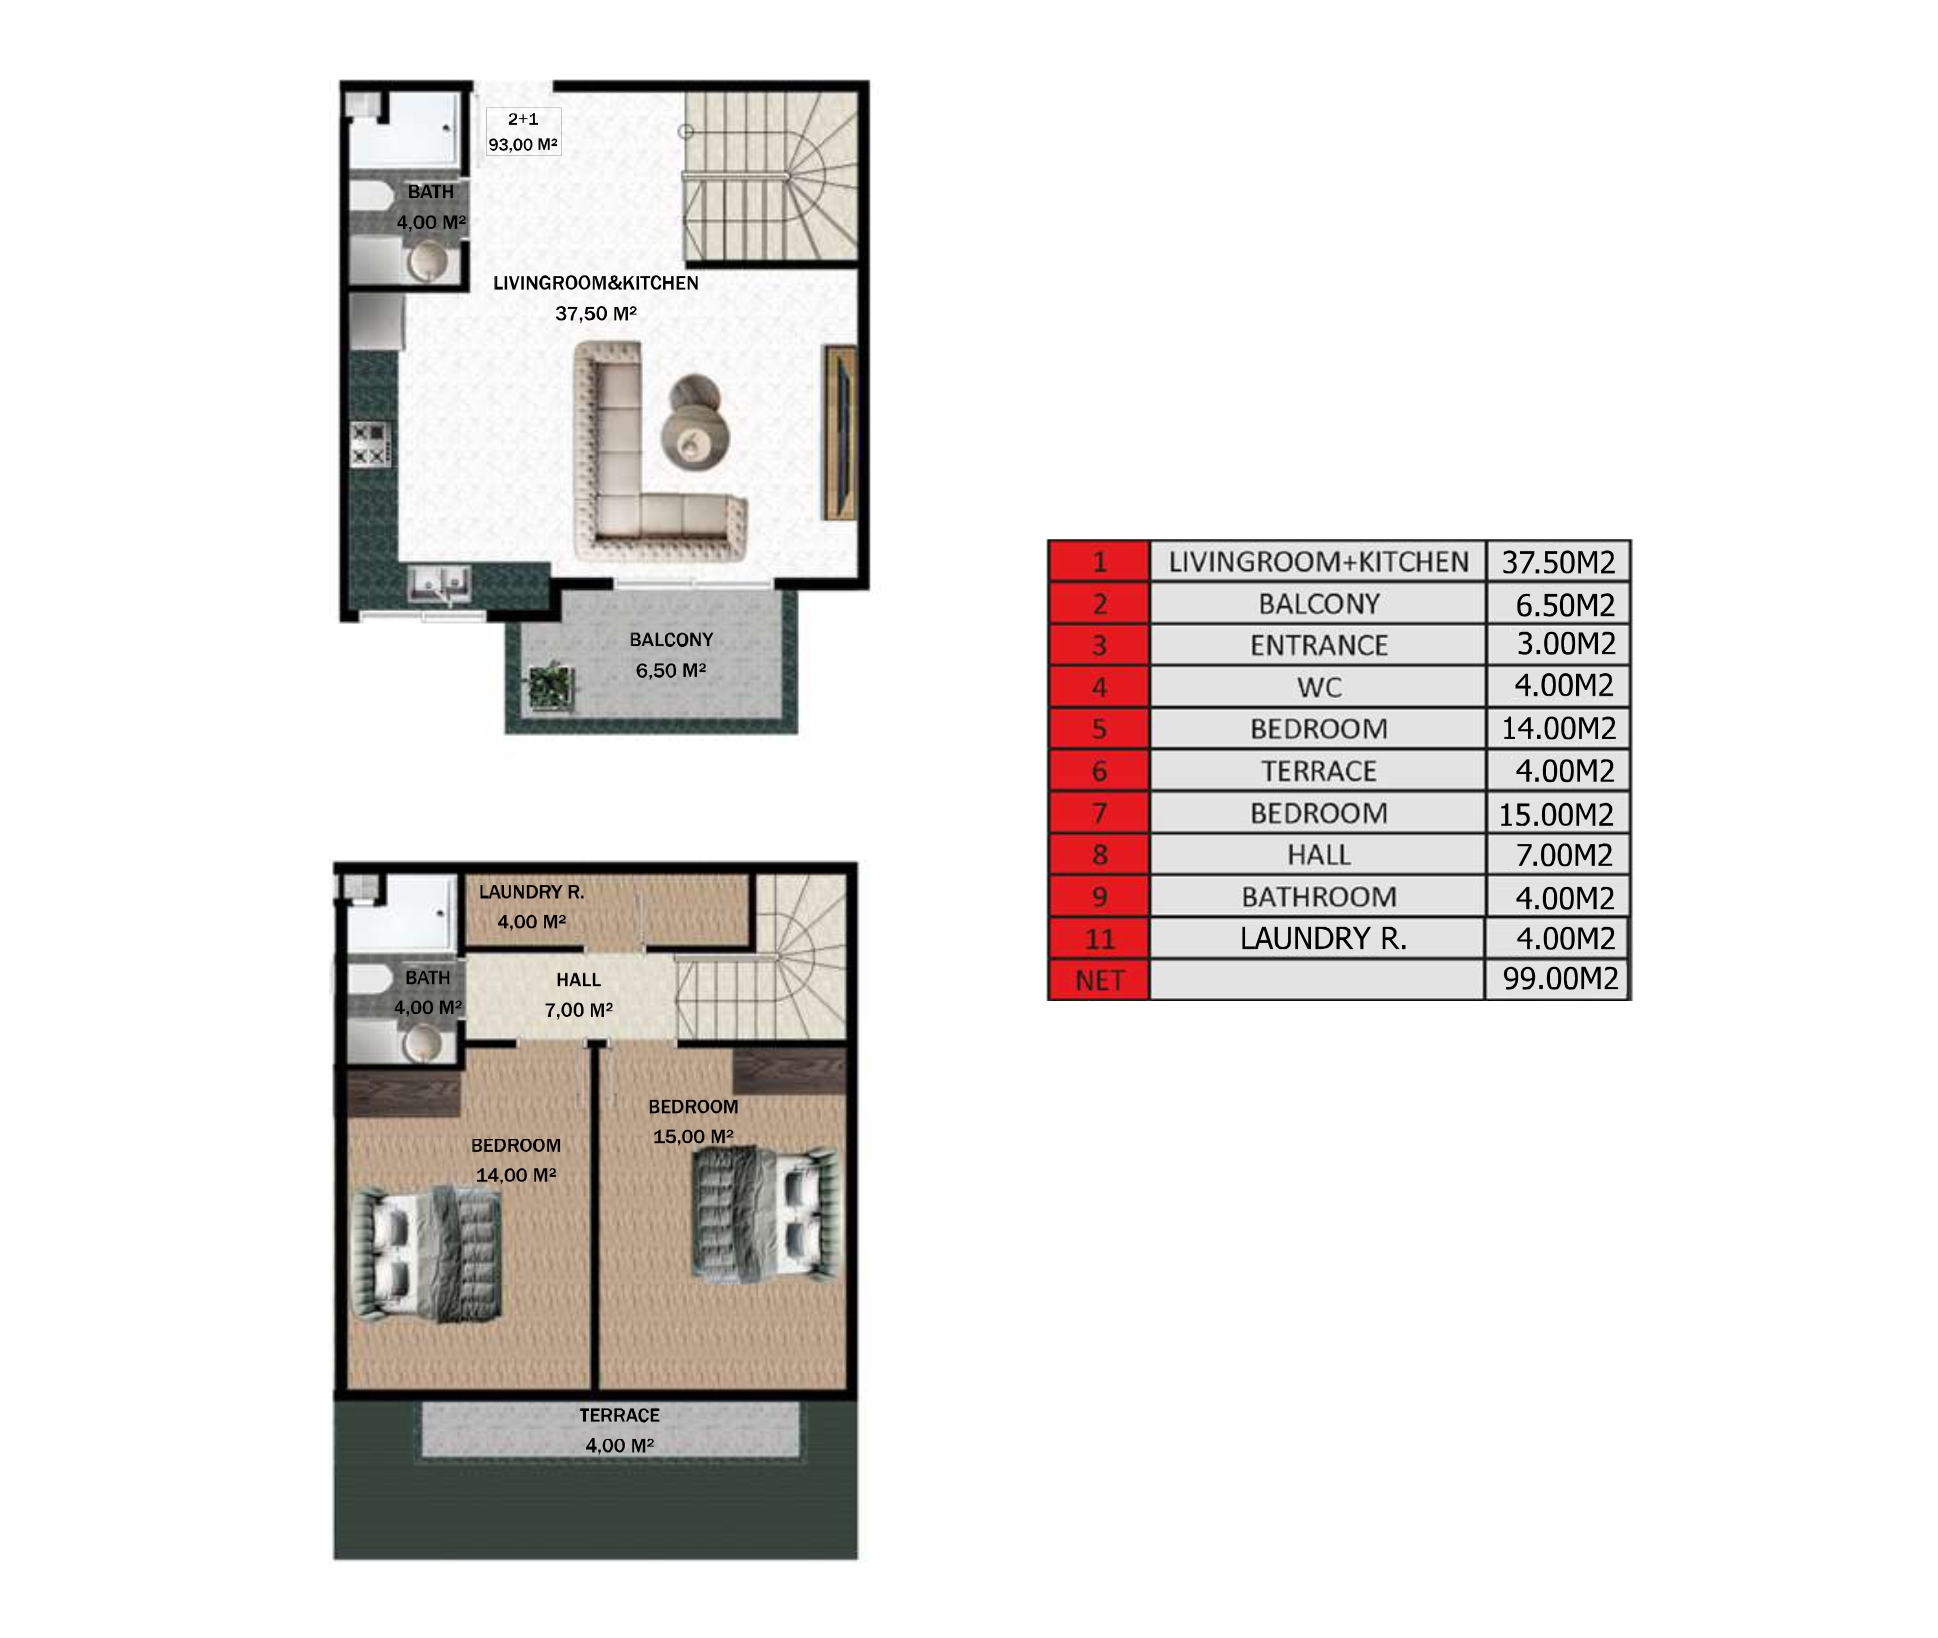 2+1
93,00 M²
BATH
4,00 M²
LIVINGROOM&KITCHEN
37,50 M²
BALCONY
6,50 M²
LAUNDRY R.
4,00 M²
BATH
4,00 M²
HALL
7,00 M²
BEDROOM
14,00 M²
BEDROOM
15,00 M²
TERRACE
4,00 M²
1 LIVINGROOM+KITCHEN 37.50M2
2 BALCONY 6.50M2
3 ENTRANCE 3.00M2
4 WC 4.00M2
5 BEDROOM 14.00M2
6 TERRACE 4.00M2
7 BEDROOM 15.00M2
8 HALL 7.00M2
9 BATHROOM 4.00M2
11 LAUNDRY R. 4.00M2
NET 99.00M2